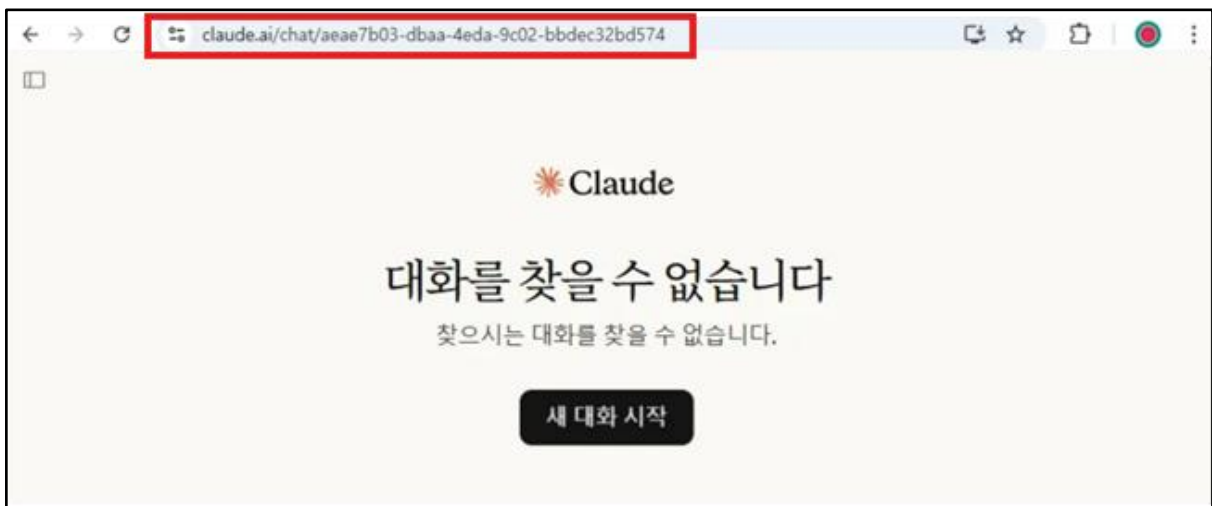 claude.ai/chat/aeae7b03-dbaa-4eda-9c02-bbdec32bd574
Claude
대화를 찾을 수 없습니다
찾으시는 대화를 찾을 수 없습니다.
새 대화 시작